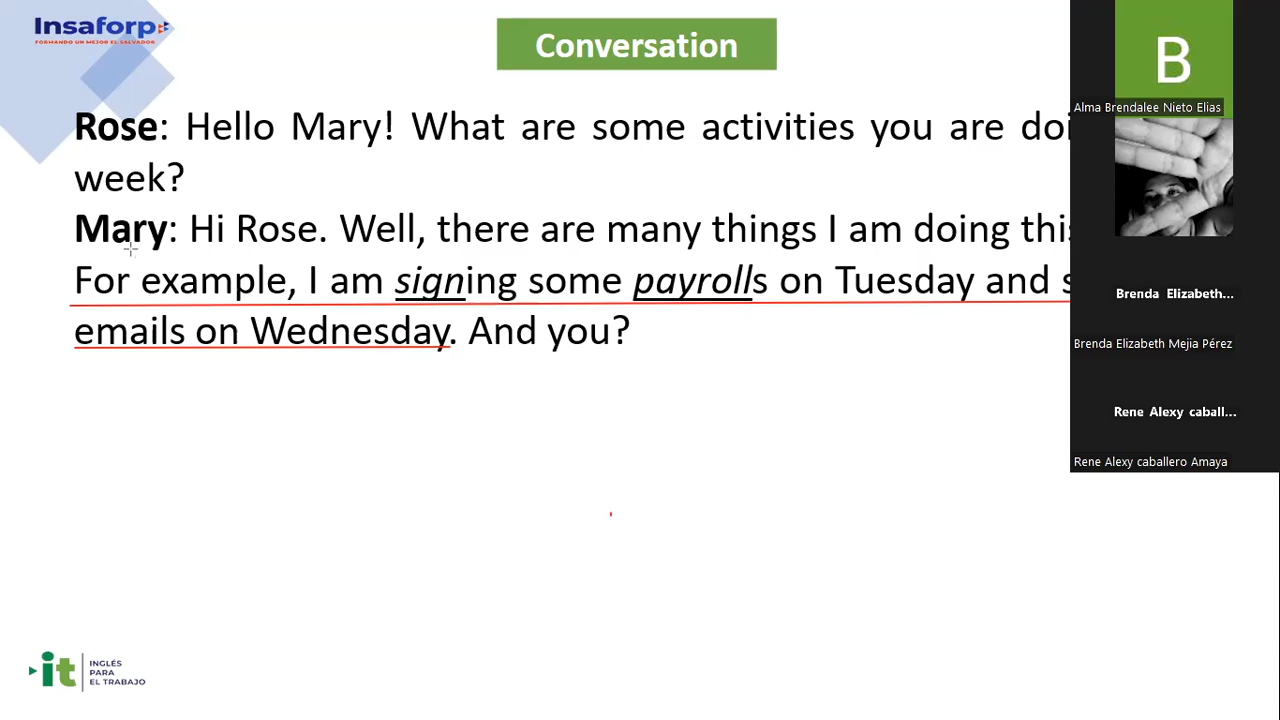 Insaforp
FORMANDO UN MEJOR EL SALVADOR
Conversation
Rose: Hello Mary! What are some activities you are doi
week?
Mary: Hi Rose. Well, there are many things I am doing this
For example, I am signing some payrolls on Tuesday and s
emails on Wednesday. And you?
B
Alma Brendalee Nieto Elias
Brenda Elizabeth...
Brenda Elizabeth Mejia Pérez
Rene Alexy caball...
Rene Alexy caballero Amaya
it
INGLÉS
PARA
EL TRABAJO